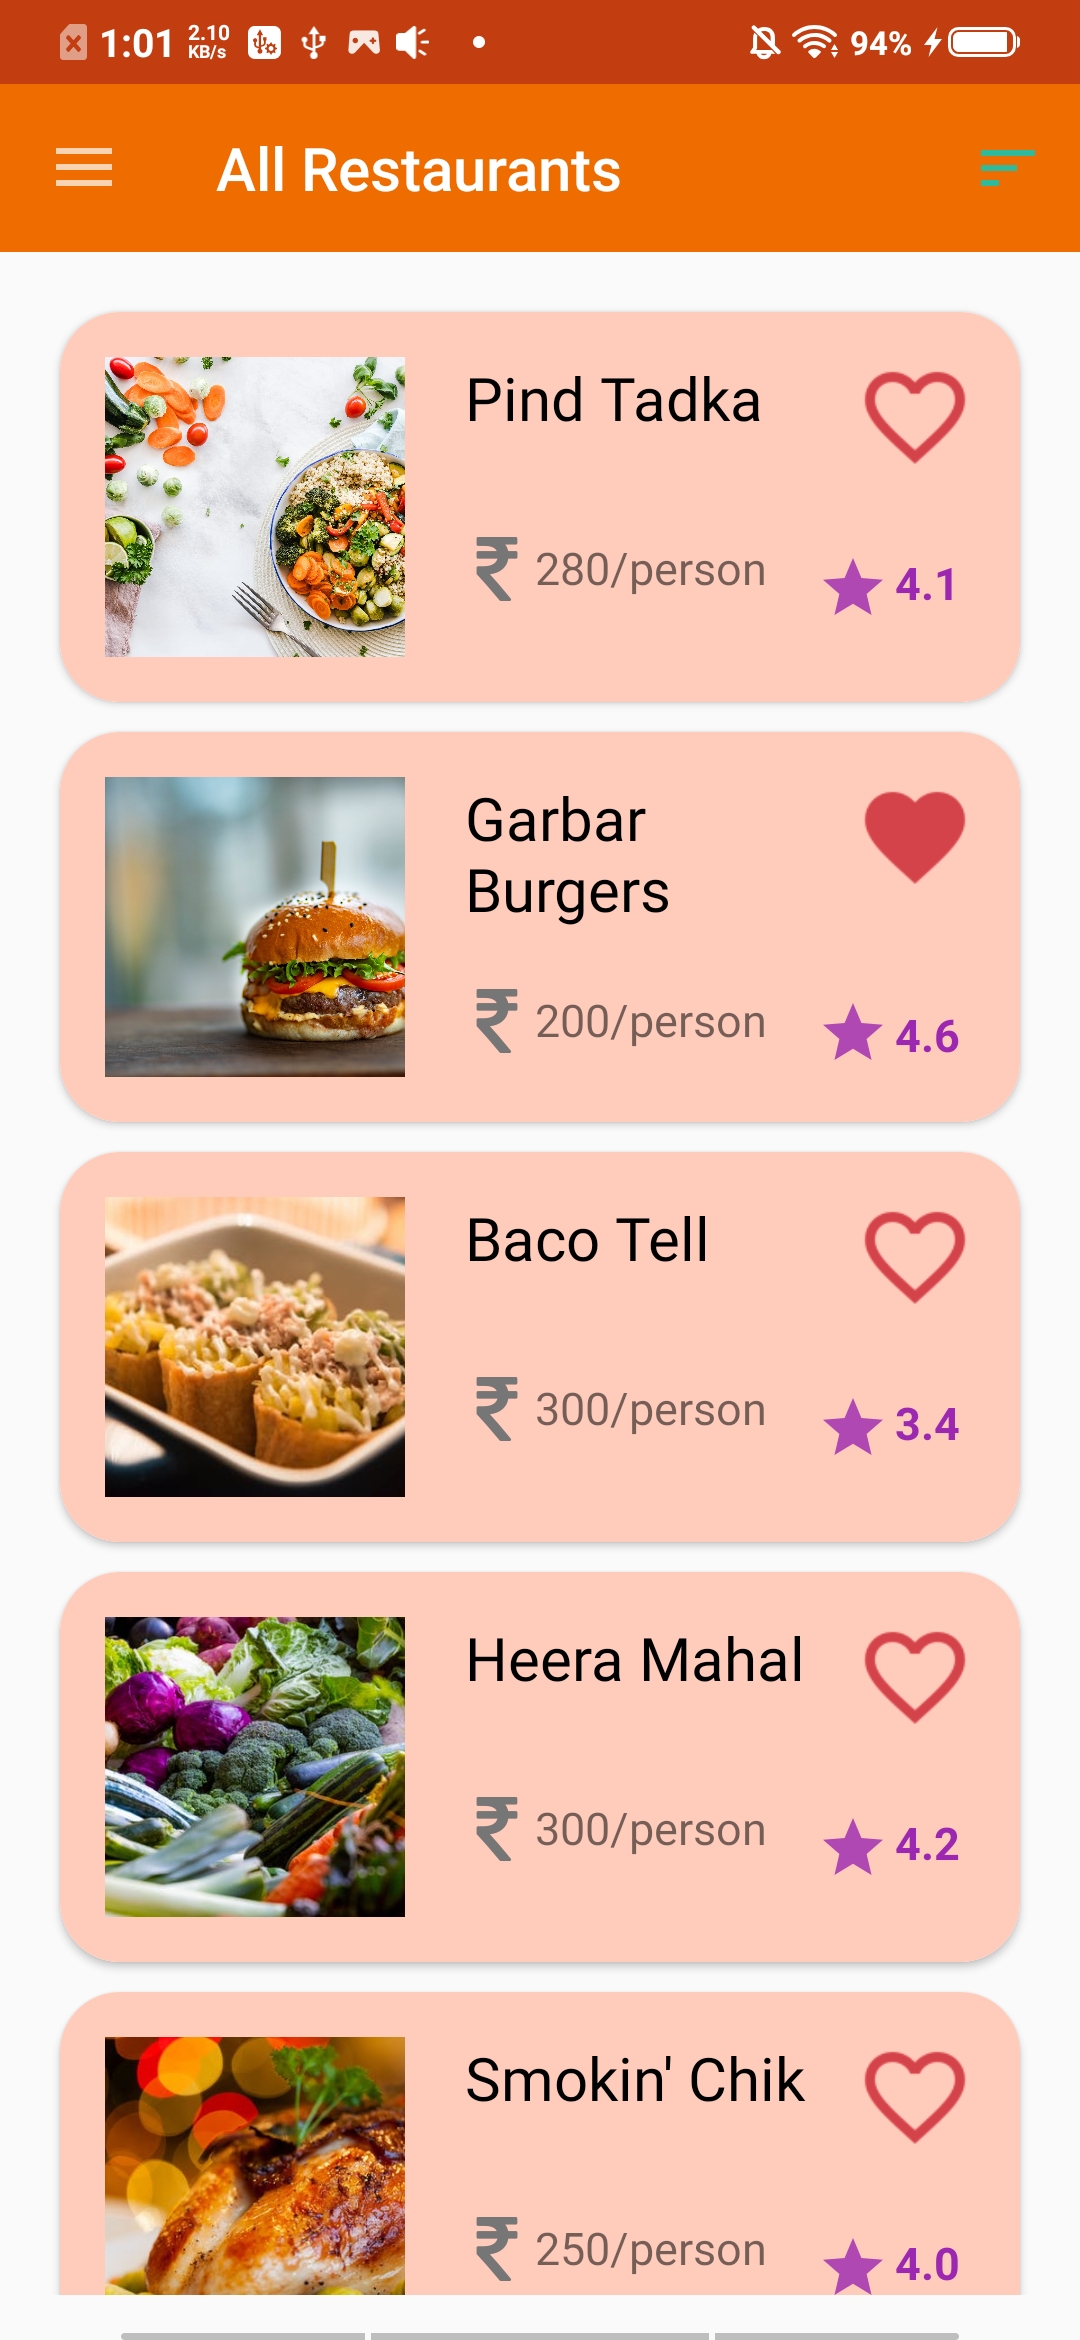 1:01 2.10 KB/s 94%
All Restaurants
Pind Tadka
₹ 280/person 4.1
Garbar
Burgers
₹ 200/person 4.6
Baco Tell
₹ 300/person 3.4
Heera Mahal
₹ 300/person 4.2
Smokin' Chik
₹ 250/person 4.0